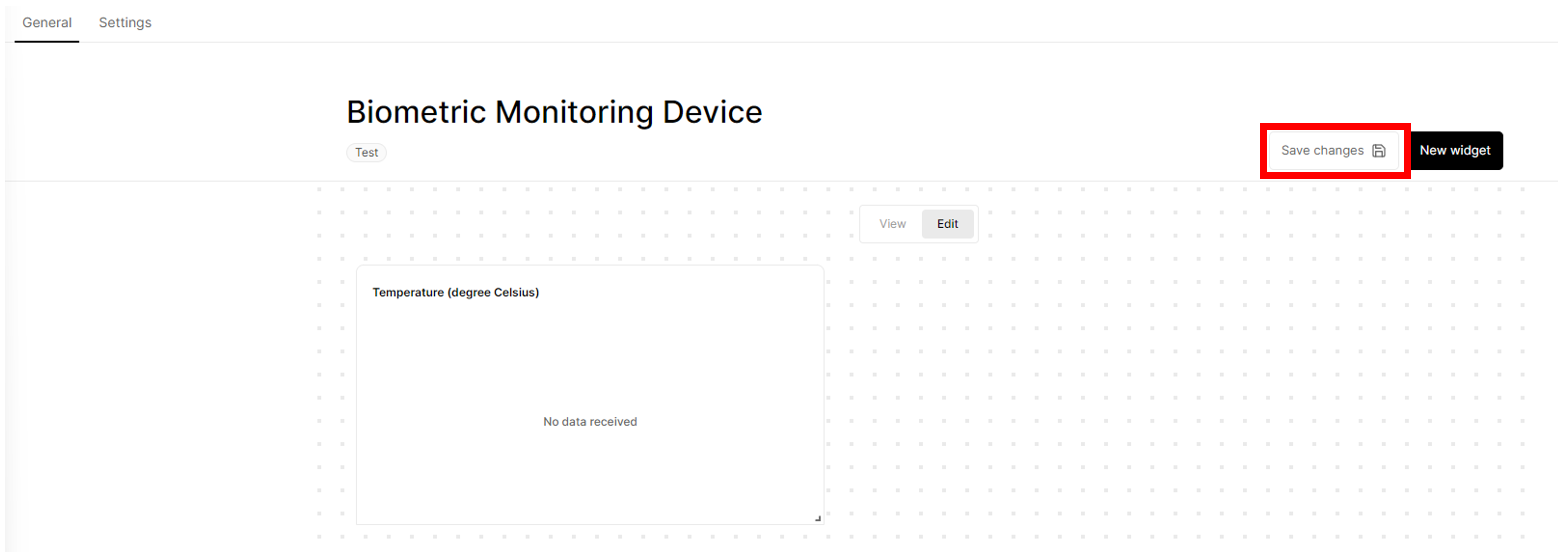 General Settings
Biometric Monitoring Device
Test
Save changes New widget
View Edit
Temperature (degree Celsius)
No data received